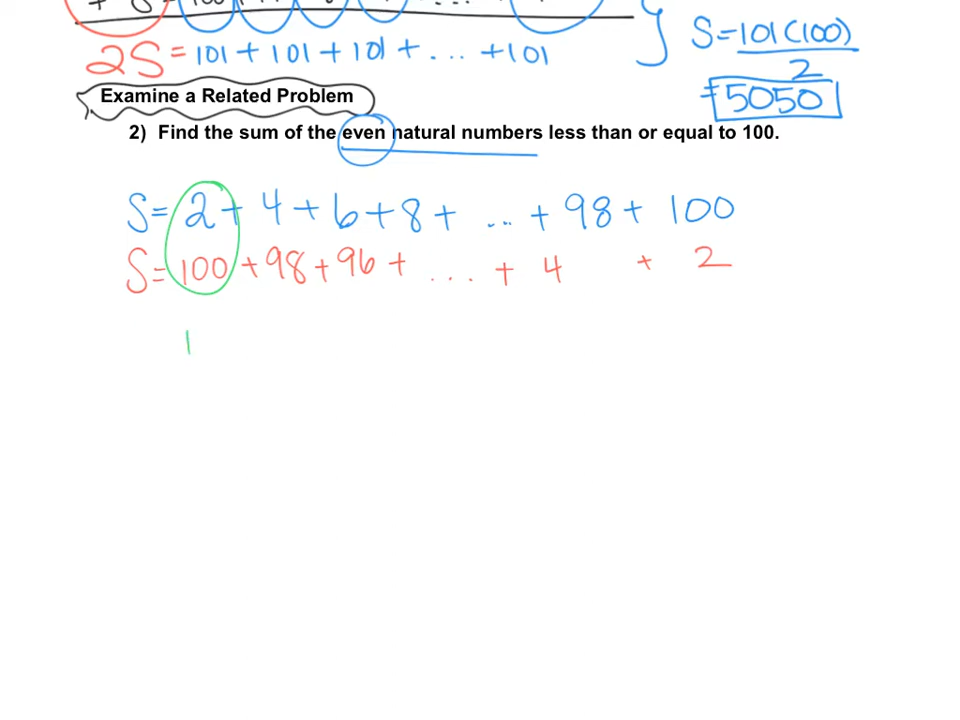 2S = 101 + 101 + 101 + ... + 101
S = 101(100)
2
= 5050
Examine a Related Problem
2) Find the sum of the even natural numbers less than or equal to 100.
S = 2 + 4 + 6 + 8 + ... + 98 + 100
S = 100 + 98 + 96 + ... + 4 + 2
1